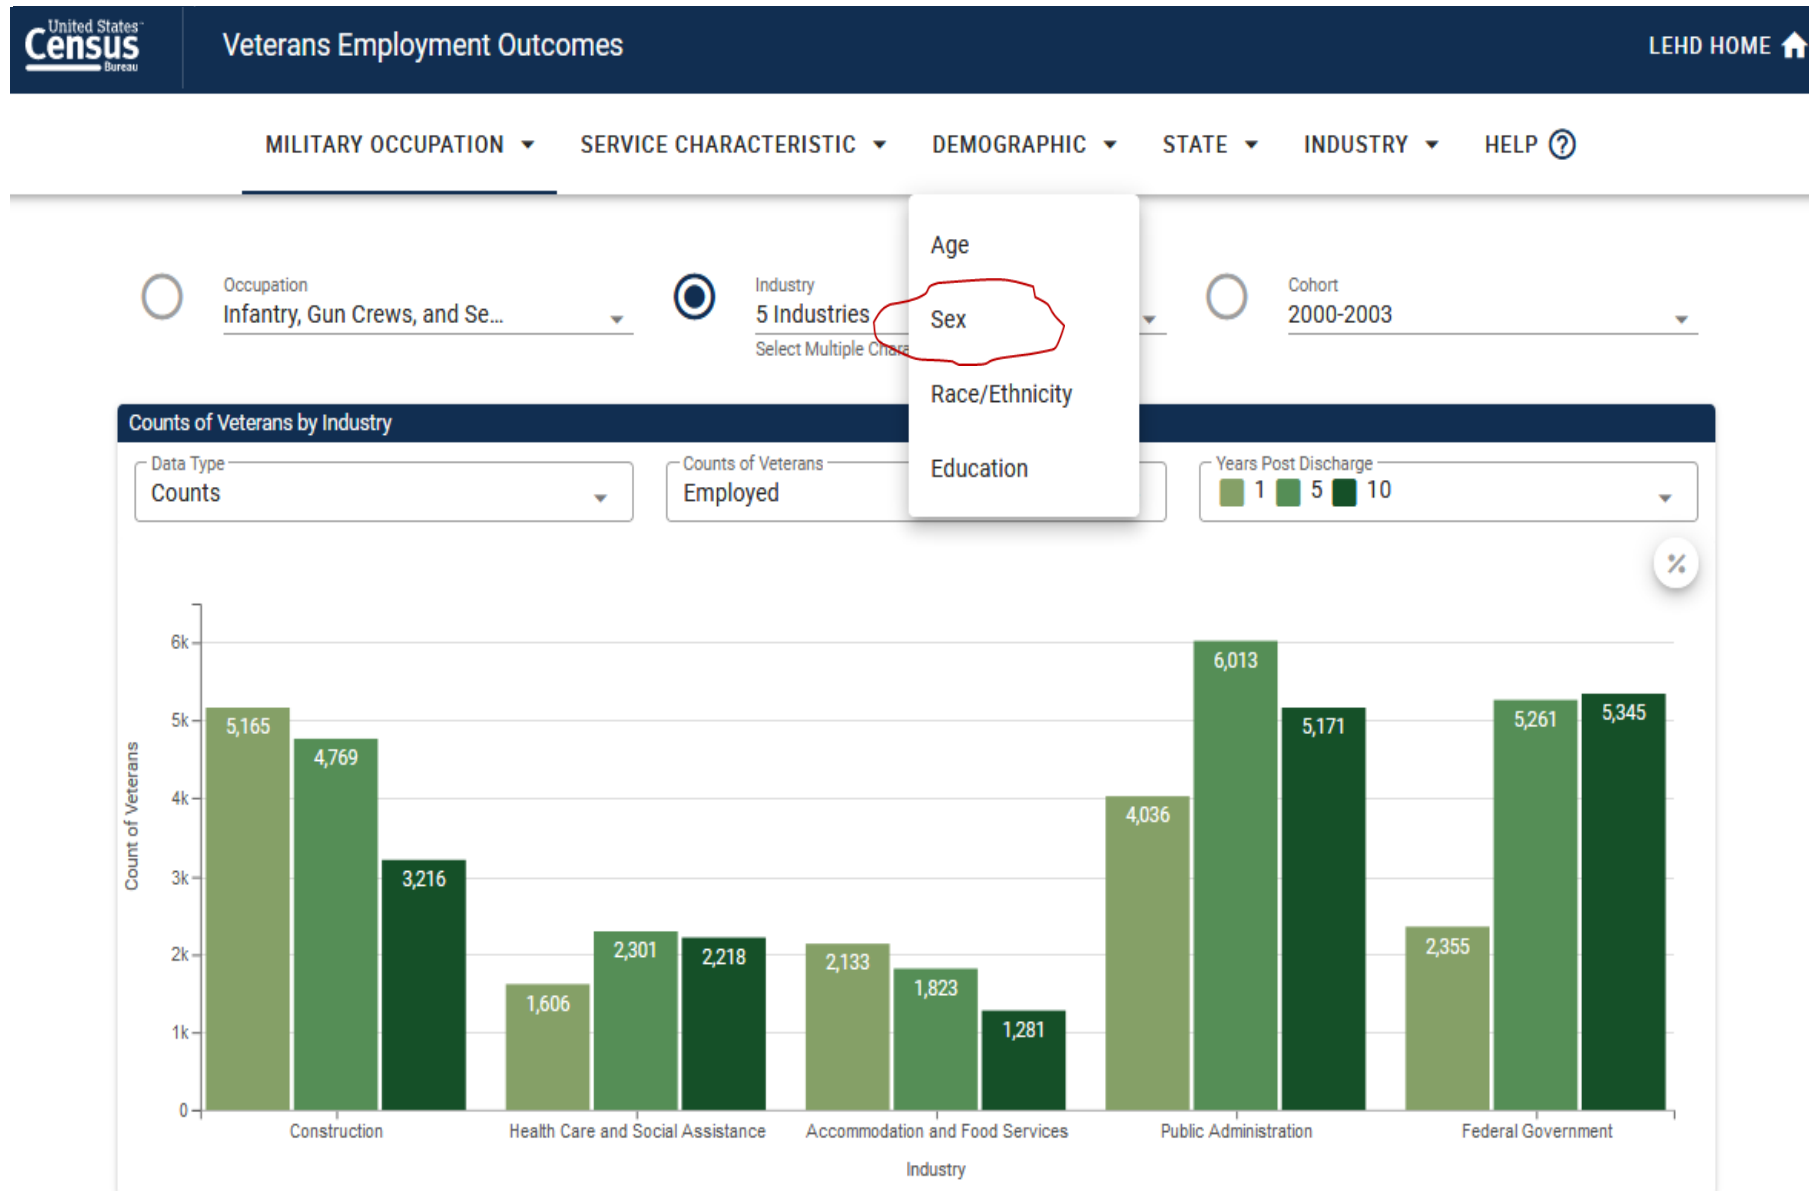 United States™
Census
Bureau
Veterans Employment Outcomes
LEHD HOME
MILITARY OCCUPATION
SERVICE CHARACTERISTIC
DEMOGRAPHIC
STATE
INDUSTRY
HELP ?
Age
Sex
Race/Ethnicity
Education
Occupation
Infantry, Gun Crews, and Se...
Industry
5 Industries
Select Multiple
Cohort
2000-2003
Counts of Veterans by Industry
Data Type
Counts
Counts of Veterans
Employed
Years Post Discharge
1 5 10
%
Count of Veterans
6k
5k
4k
3k
2k
1k
0
5,165
4,769
3,216
1,606
2,301
2,218
2,133
1,823
1,281
4,036
6,013
5,171
2,355
5,261
5,345
Construction
Health Care and Social Assistance
Accommodation and Food Services
Public Administration
Federal Government
Industry